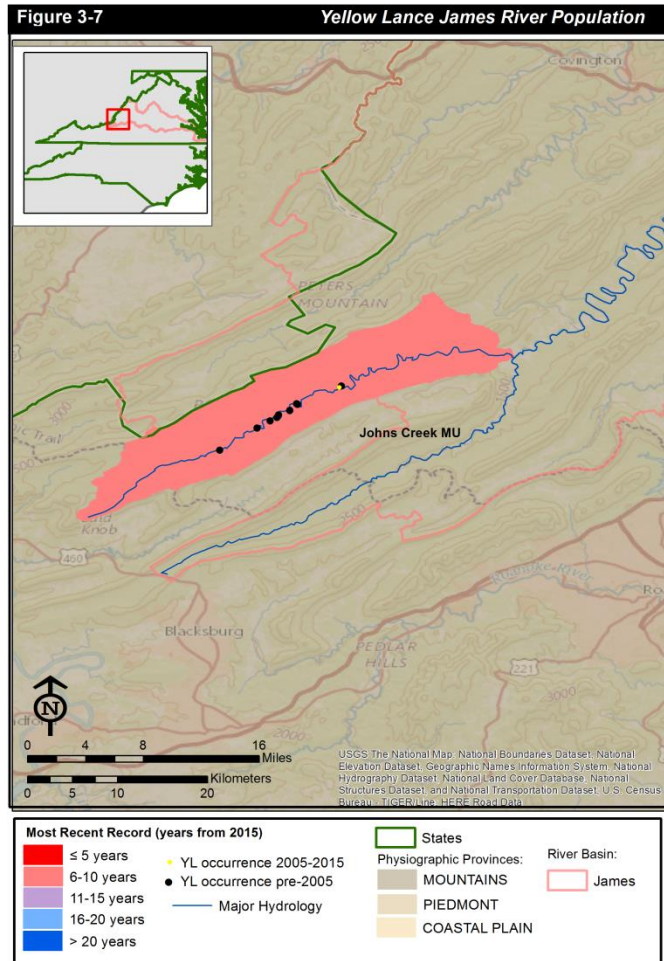 Figure 3-7
Yellow Lance James River Population
Covington
PETERS
MOUNTAIN
3000
Trail
1500
Johns Creek MU
2500
Knob
460
Blacksburg
Roanoke River
PEDLAR
HILLS
221
3000
2000
N
0 4 8 16
Miles
0 5 10 20
Kilometers
USGS The National Map: National Boundaries Dataset, National
Elevation Dataset, Geographic Names Information System, National
Hydrography Dataset, National Land Cover Database, National
Structures Dataset, and National Transportation Dataset; U.S. Census
Bureau - TIGER/Line; HERE Road Data
Most Recent Record (years from 2015)
≤ 5 years
6-10 years
11-15 years
16-20 years
> 20 years
YL occurrence 2005-2015
YL occurrence pre-2005
Major Hydrology
States
Physiographic Provinces:
MOUNTAINS
PIEDMONT
COASTAL PLAIN
River Basin:
James